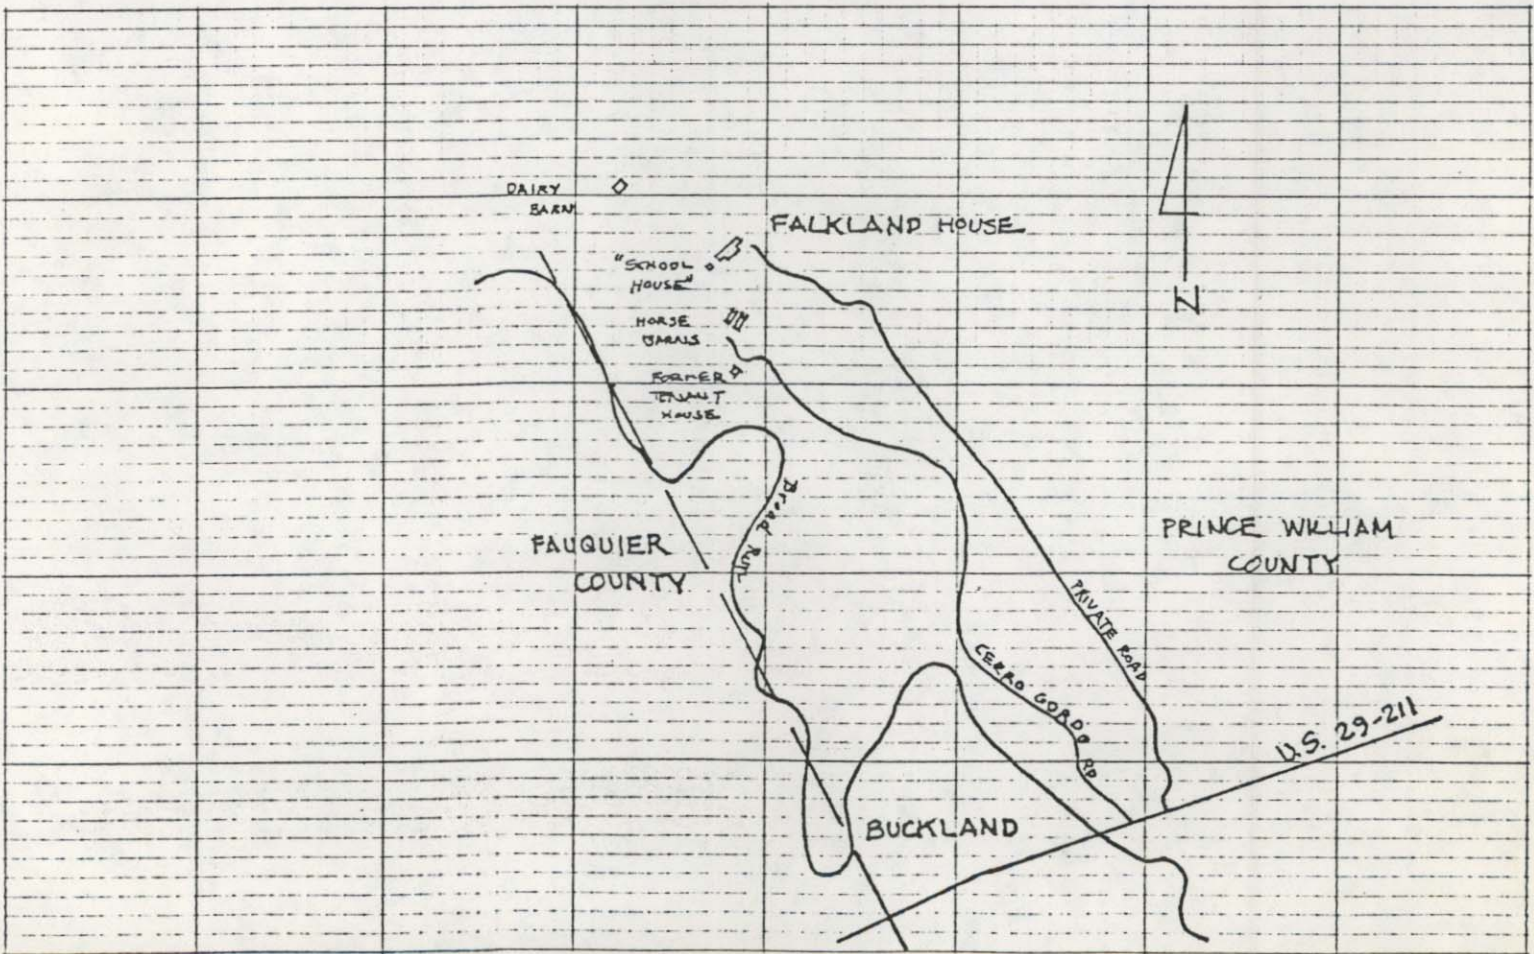 DAIRY
BARN
FALKLAND HOUSE
"SCHOOL
HOUSE"
HORSE
BARNS
FORMER
TENANT
HOUSE
N
Broad Run
FAUQUIER
COUNTY
PRINCE WILLIAM
COUNTY
PRIVATE ROAD
CERRO GORDO RD
U.S. 29-211
BUCKLAND